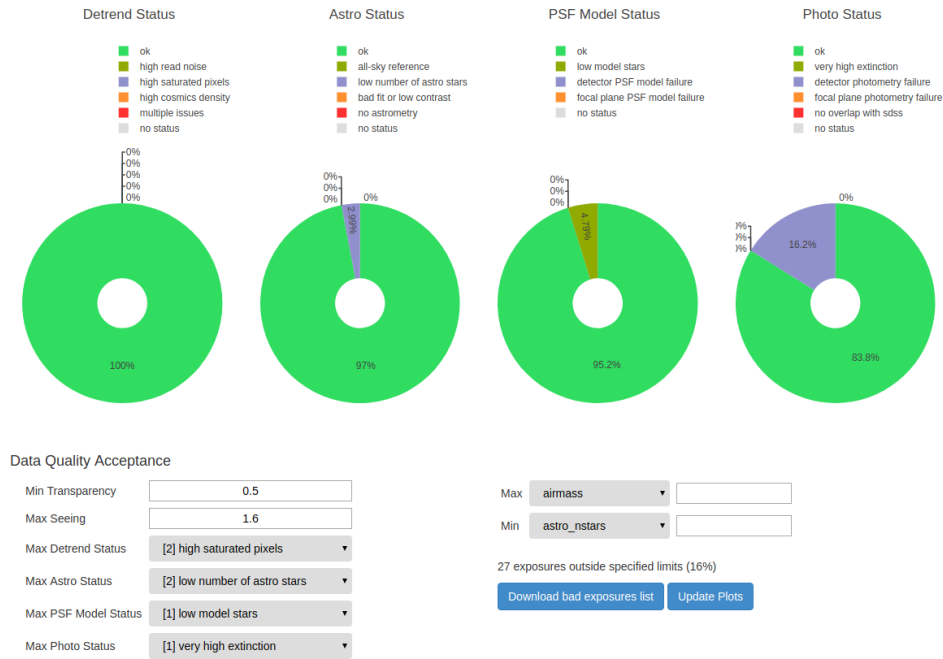 Detrend Status
ok
high read noise
high saturated pixels
high cosmics density
multiple issues
no status
0%
0%
0%
0%
0%
100%
Astro Status
ok
all-sky reference
low number of astro stars
bad fit or low contrast
no astrometry
no status
0%
0%
0%
0%
2.99%
97%
PSF Model Status
ok
low model stars
detector PSF model failure
focal plane PSF model failure
no status
0%
0%
0%
4.79%
95.2%
Photo Status
ok
very high extinction
detector photometry failure
focal plane photometry failure
no overlap with sdss
no status
0%
0%
0%
0%
16.2%
83.8%
Data Quality Acceptance
Min Transparency 0.5
Max Seeing 1.6
Max Detrend Status [2] high saturated pixels
Max Astro Status [2] low number of astro stars
Max PSF Model Status [1] low model stars
Max Photo Status [1] very high extinction
Max airmass
Min astro_nstars
27 exposures outside specified limits (16%)
Download bad exposures list Update Plots